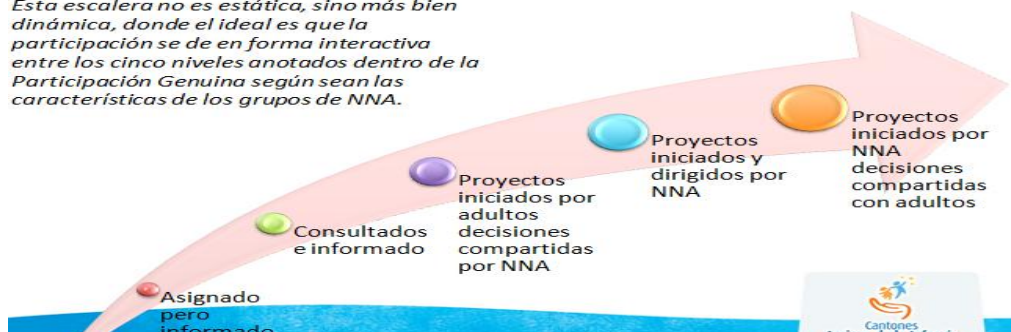 Esta escalera no es estática, sino más bien
dinámica, donde el ideal es que la
participación se de en forma interactiva
entre los cinco niveles anotados dentro de la
Participación Genuina según sean las
características de los grupos de NNA.
Asignado
pero
informado
Consultados
e informado
Proyectos
iniciados por
adultos
decisiones
compartidas
por NNA
Proyectos
iniciados y
dirigidos por
NNA
Proyectos
iniciados por
NNA
decisiones
compartidas
con adultos
Cantones